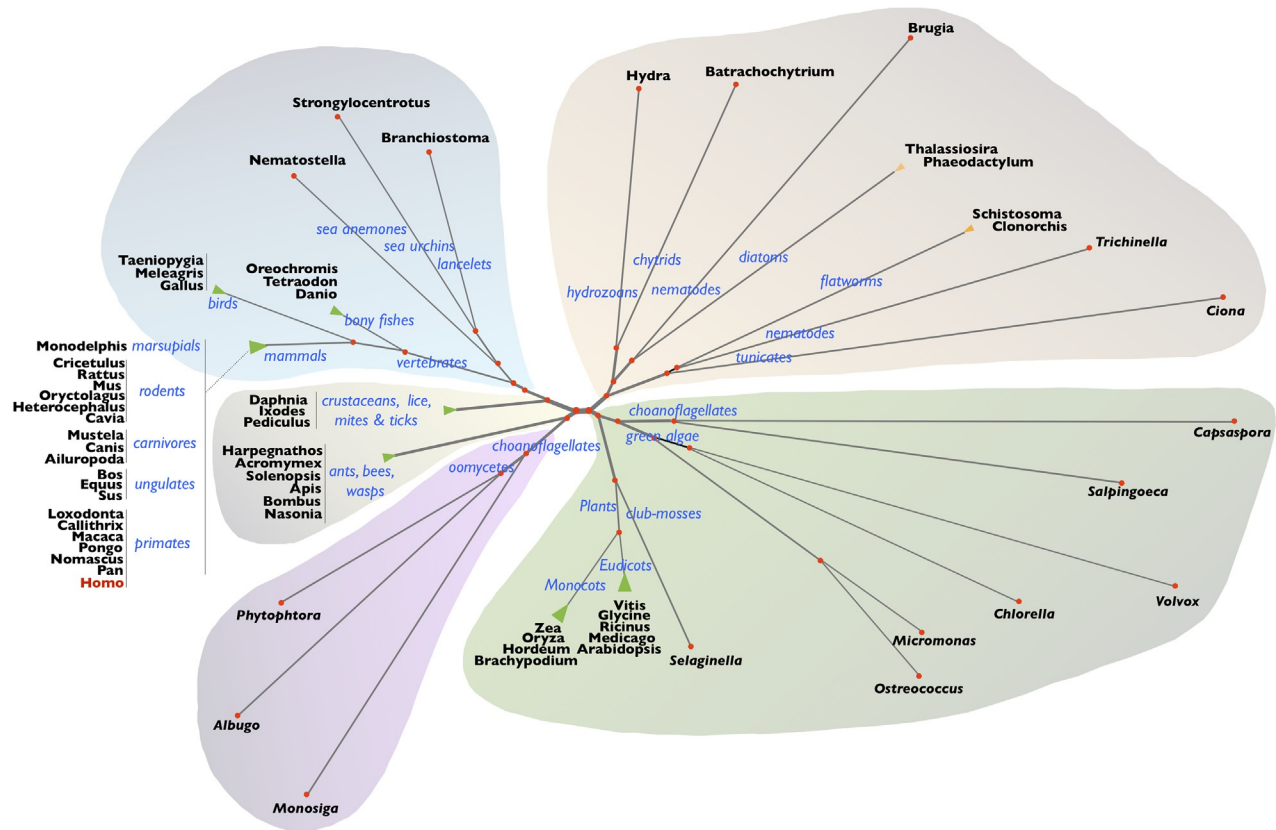 Brugia
Hydra
Batrachochytrium
Strongylocentrotus
Branchiostoma
Nematostella
Thalassiosira
Phaeodactylum
Schistosoma
Clonorchis
Trichinella
Ciona
sea anemones
sea urchins
lancelets
chytrids
diatoms
hydrozoans
nematodes
flatworms
nematodes
tunicates
Taeniopygia
Meleagris
Gallus
birds
Oreochromis
Tetraodon
Danio
bony fishes
mammals
vertebrates
Monodelphis marsupials
Cricetulus
Rattus
Mus
Oryctolagus
Heterocephalus
Cavia
rodents
Mustela
Canis
Ailuropoda
carnivores
Bos
Equus
Sus
ungulates
Loxodonta
Callithrix
Macaca
Pongo
Nomascus
Pan
Homo
primates
Daphnia
Ixodes
Pediculus
crustaceans, lice,
mites & ticks
Harpegnathos
Acromymex
Solenopsis
Apis
Bombus
Nasonia
ants, bees,
wasps
choanoflagellates
oomycetes
choanoflagellates
green algae
Capsaspora
Salpingoeca
Plants
club-mosses
Eudicots
Monocots
Vitis
Glycine
Ricinus
Medicago
Arabidopsis
Zea
Oryza
Hordeum
Brachypodium
Selaginella
Volvox
Chlorella
Micromonas
Ostreococcus
Phytophtora
Albugo
Monosiga